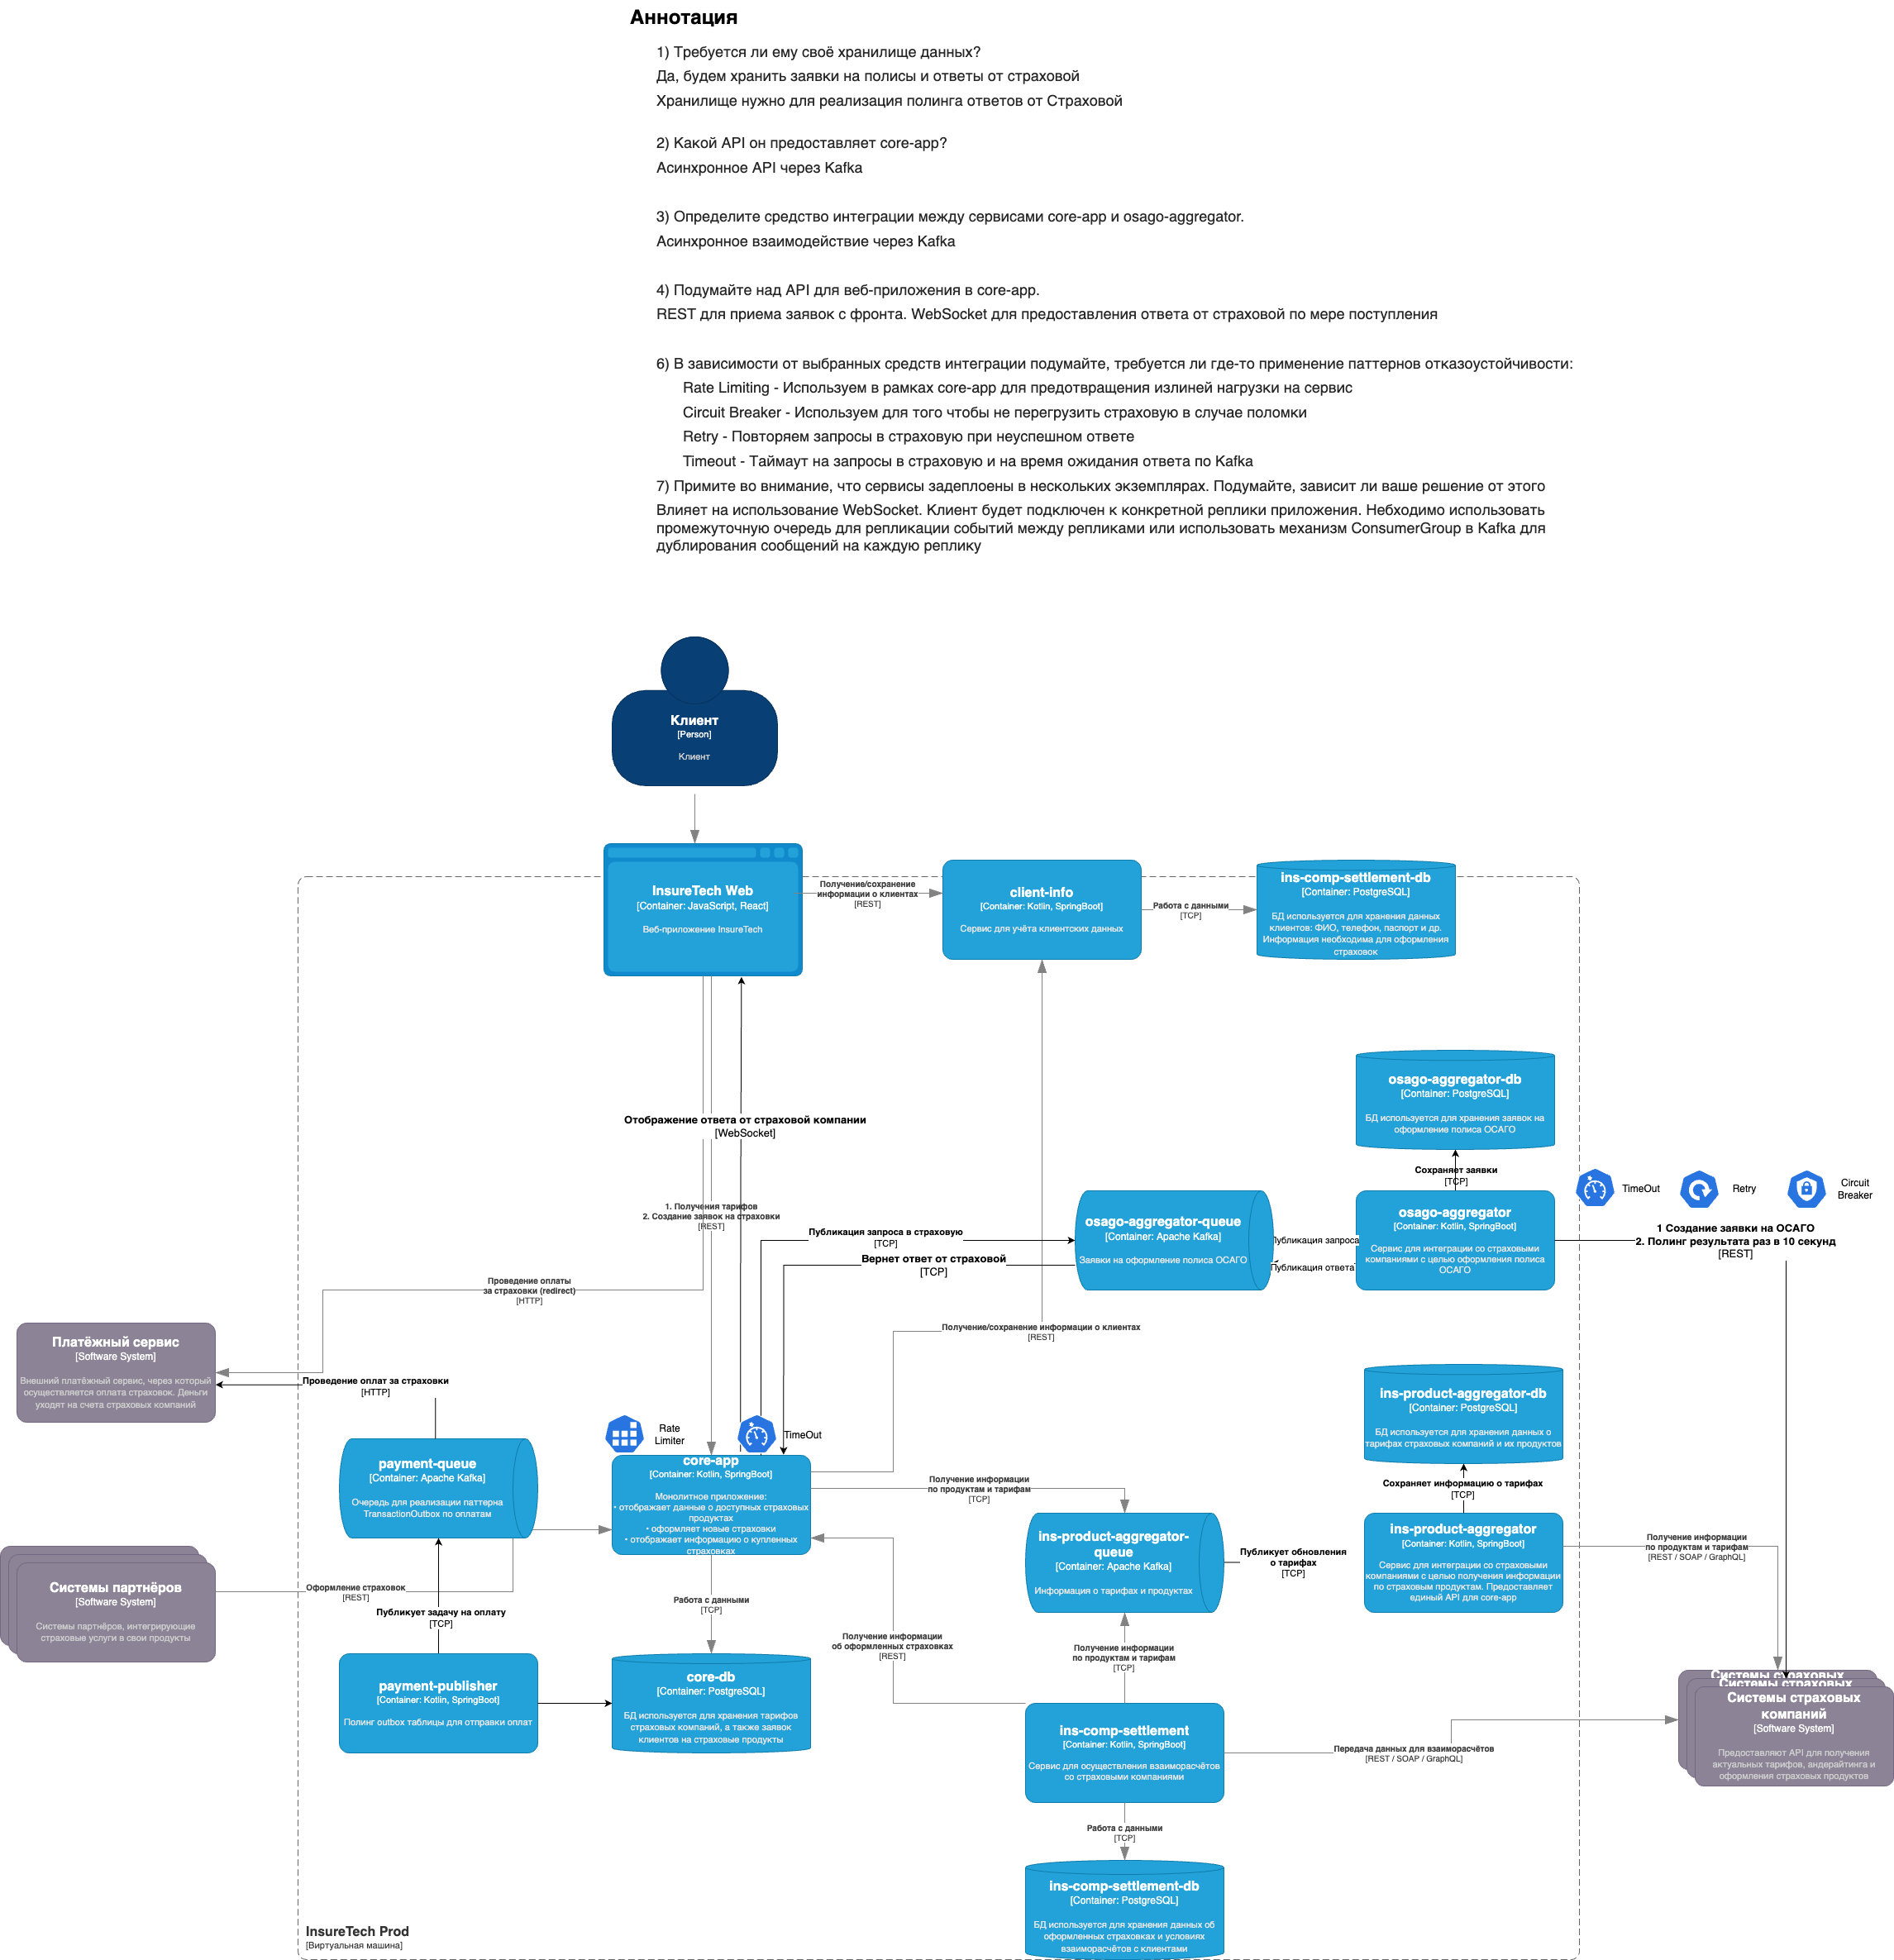 Аннотация
1) Требуется ли ему своё хранилище данных?
Да, будем хранить заявки на полисы и ответы от страховой
Хранилище нужно для реализация полинга ответов от Страховой
2) Какой API он предоставляет core-app?
Асинхронное API через Kafka
3) Определите средство интеграции между сервисами core-app и osago-aggregator.
Асинхронное взаимодействие через Kafka
4) Подумайте над API для веб-приложения в core-app.
REST для приема заявок с фронта. WebSocket для предоставления ответа от страховой по мере поступления
6) В зависимости от выбранных средств интеграции подумайте, требуется ли где-то применение паттернов отказоустойчивости:
Rate Limiting - Используем в рамках core-app для предотвращения излиней нагрузки на сервис
Circuit Breaker - Используем для того чтобы не перегрузить страховую в случае поломки
Retry - Повторяем запросы в страховую при неуспешном ответе
Timeout - Таймаут на запросы в страховую и на время ожидания ответа по Kafka
7) Примите во внимание, что сервисы задеплоены в нескольких экземплярах. Подумайте, зависит ли ваше решение от этого
Влияет на использование WebSocket. Клиент будет подключен к конкретной реплики приложения. Небходимо использовать
промежуточную очередь для репликации событий между репликами или использовать механизм ConsumerGroup в Kafka для
дублирования сообщений на каждую реплику
Клиент
[Person]
Клиент
InsureTech Web
[Container: JavaScript, React]
Веб-приложение InsureTech
Получение/сохранение
информации о клиентах
[REST]
client-info
[Container: Kotlin, SpringBoot]
Сервис для учёта клиентских данных
Работа с данными
[TCP]
ins-comp-settlement-db
[Container: PostgreSQL]
БД используется для хранения данных
клиентов: ФИО, телефон, паспорт и др.
Информация необходима для оформления
страховок
osago-aggregator-db
[Container: PostgreSQL]
БД используется для хранения заявок на
оформление полиса ОСАГО
Отображение ответа от страховой компании
[WebSocket]
Сохраняет заявки
[TCP]
TimeOut
Retry
Circuit
Breaker
1. Получения тарифов
2. Создание заявок на страховки
[REST]
Публикация запроса в страховую
[TCP]
Вернет ответ от страховой
[TCP]
osago-aggregator-queue
[Container: Apache Kafka]
Заявки на оформление полиса ОСАГО
Публикация запроса
Публикация ответа
osago-aggregator
[Container: Kotlin, SpringBoot]
Сервис для интеграции со страховыми
компаниями с целью оформления полиса
ОСАГО
1 Создание заявки на ОСАГО
2. Полинг результата раз в 10 секунд
[REST]
Проведение оплаты
за страховки (redirect)
[HTTP]
Получение/сохранение информации о клиентах
[REST]
Платёжный сервис
[Software System]
Внешний платёжный сервис, через который
осуществляется оплата страховок. Деньги
уходят на счета страховых компаний
Проведение оплат за страховки
[HTTP]
ins-product-aggregator-db
[Container: PostgreSQL]
БД используется для хранения данных о
тарифах страховых компаний и их продуктов
Rate
Limiter
TimeOut
payment-queue
[Container: Apache Kafka]
Очередь для реализации паттерна
TransactionOutbox по оплатам
core-app
[Container: Kotlin, SpringBoot]
Монолитное приложение:
• отображает данные о доступных страховых
продуктах
• оформляет новые страховки
• отображает информацию о купленных
страховках
Получение информации
по продуктам и тарифам
[TCP]
Сохраняет информацию о тарифах
[TCP]
ins-product-aggregator-
queue
[Container: Apache Kafka]
Информация о тарифах и продуктах
Публикует обновления
о тарифах
[TCP]
ins-product-aggregator
[Container: Kotlin, SpringBoot]
Сервис для интеграции со страховыми
компаниями с целью получения информации
по страховым продуктам. Предоставляет
единый API для core-app
Получение информации
по продуктам и тарифам
[REST / SOAP / GraphQL]
Системы партнёров
[Software System]
Системы партнёров, интегрирующие
страховые услуги в свои продукты
Оформление страховок
[REST]
Публикует задачу на оплату
[TCP]
Работа с данными
[TCP]
Получение информации
об оформленных страховках
[REST]
Получение информации
по продуктам и тарифам
[TCP]
payment-publisher
[Container: Kotlin, SpringBoot]
Полинг outbox таблицы для отправки оплат
core-db
[Container: PostgreSQL]
БД используется для хранения тарифов
страховых компаний, а также заявок
клиентов на страховые продукты
ins-comp-settlement
[Container: Kotlin, SpringBoot]
Сервис для осуществления взаиморасчётов
со страховыми компаниями
Передача данных для взаиморасчётов
[REST / SOAP / GraphQL]
Системы страховых
Системы страховых
Системы страховых
компаний
[Software System]
Предоставляют API для получения
актуальных тарифов, андерайтинга и
оформления страховых продуктов
Работа с данными
[TCP]
ins-comp-settlement-db
[Container: PostgreSQL]
БД используется для хранения данных об
оформленных страховках и условиях
взаиморасчётов с клиентами
InsureTech Prod
[Виртуальная машина]